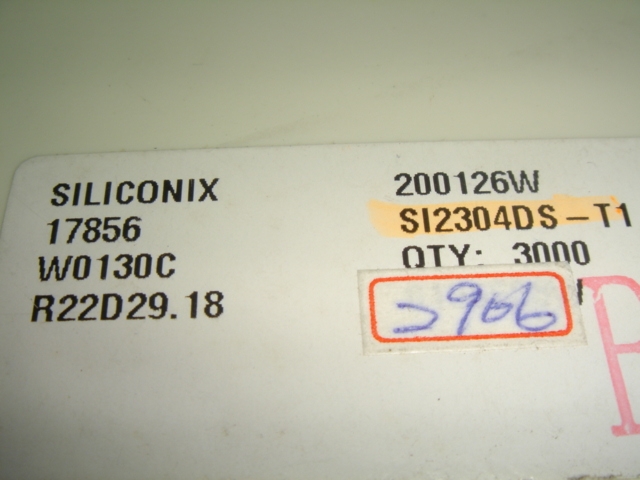 SILICONIX
17856
W0130C
R22D29.18
200126W
SI2304DS-T1
QTY: 3000
2906